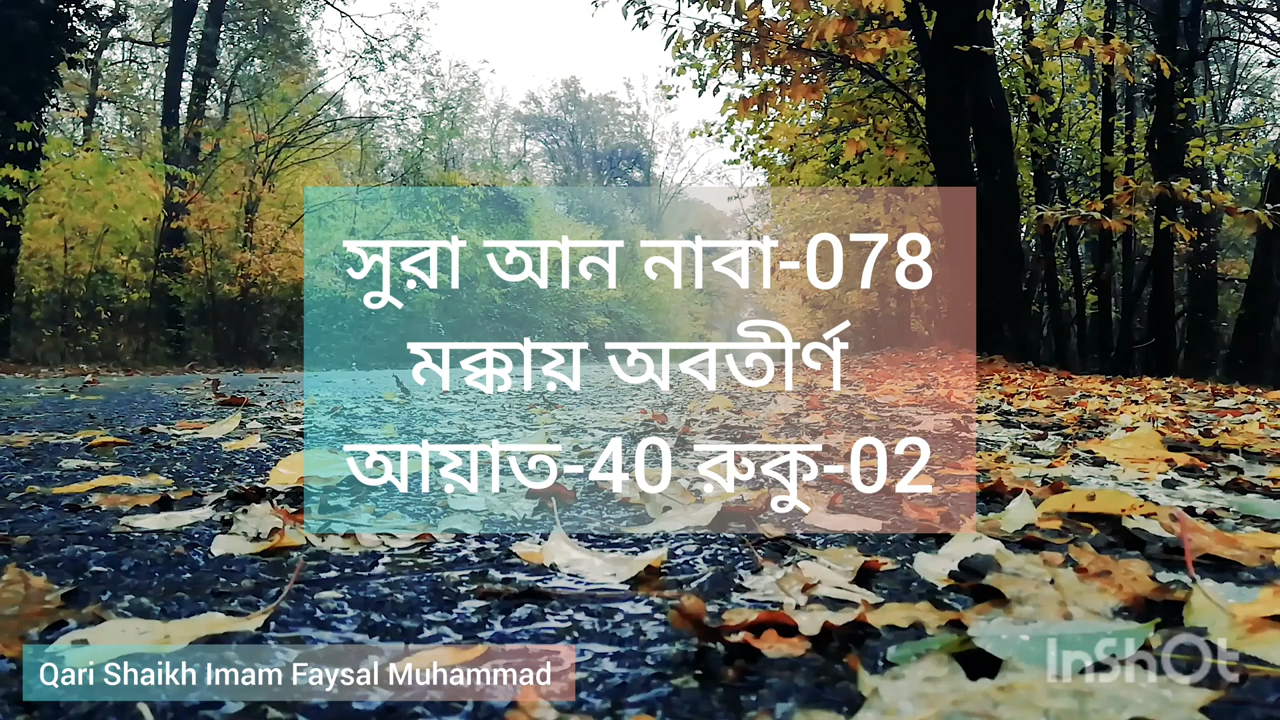 সুরা আন নাবা-078
মক্কায় অবতীর্ণ
আয়াত-40 রুকু-02
Qari Shaikh Imam Faysal Muhammad
InShOt